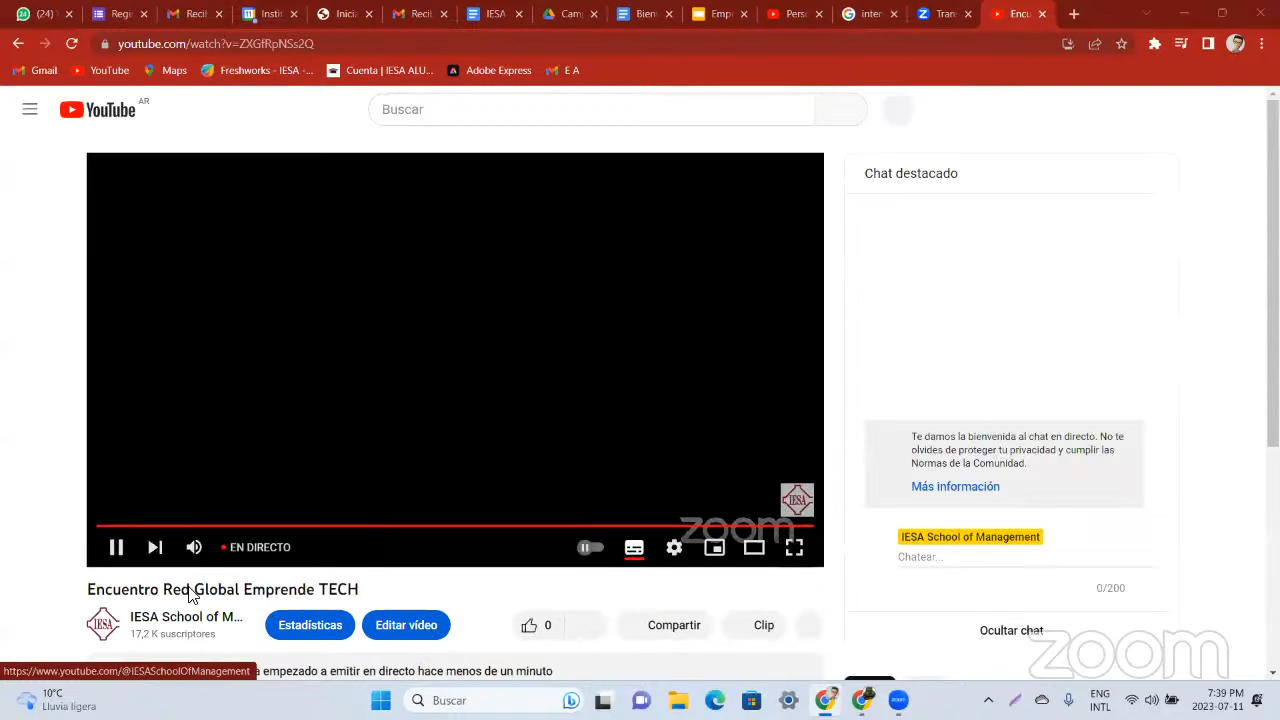 (24)
Regi
Recil
Instit
Inicia
Recil
IESA
Cam
Bien
Emp
Perso
inter
Tran
Encu
youtube.com/watch?v=ZXGfRpNSs2Q
Gmail
YouTube
Maps
Freshworks - IESA -...
Cuenta | IESA ALU...
Adobe Express
E A
YouTube AR
Buscar
Chat destacado
Te damos la bienvenida al chat en directo. No te
olvides de proteger tu privacidad y cumplir las
Normas de la Comunidad.
Más información
IESA
zoom
EN DIRECTO
IESA School of Management
Chatear...
0/200
Encuentro Red Global Emprende TECH
IESA
IESA School of M...
17,2 K suscriptores
Estadísticas
Editar vídeo
0
Compartir
Clip
Ocultar chat
zoom
https://www.youtube.com/@IESASchoolOfManagement
a empezado a emitir en directo hace menos de un minuto
10°C
Lluvia ligera
Buscar
ENG
INTL
7:39 PM
2023-07-11